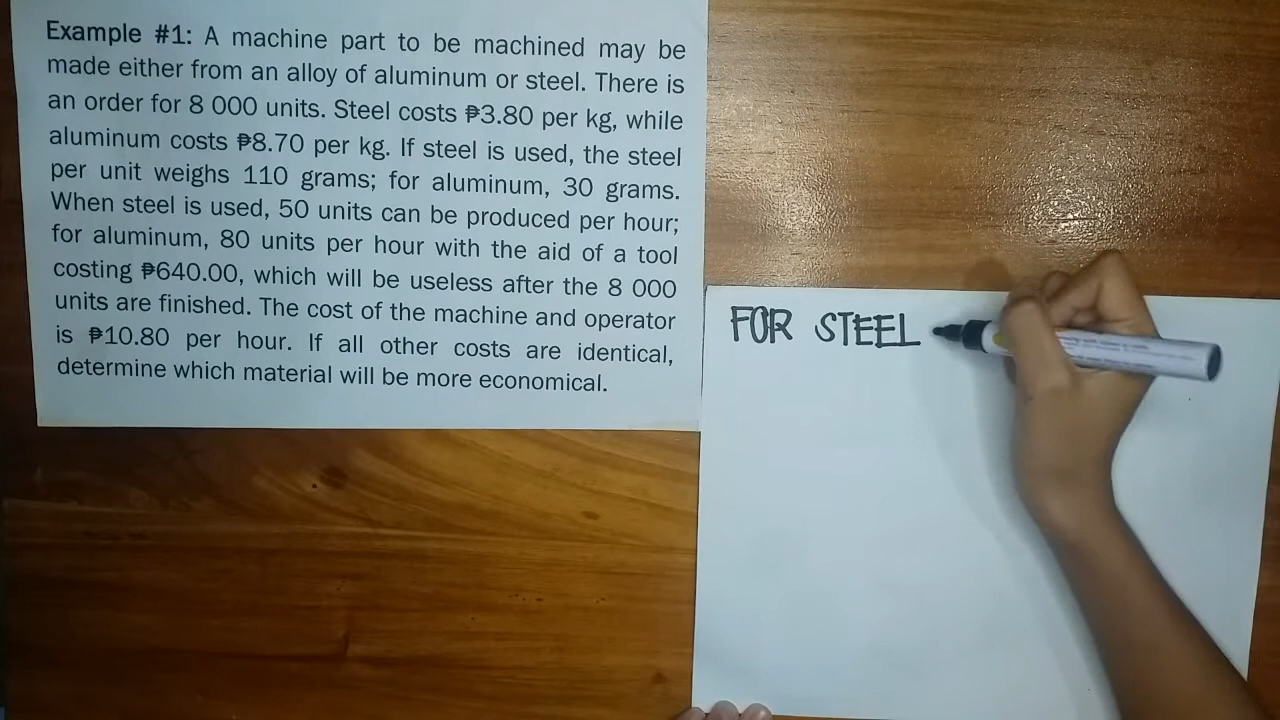 Example #1: A machine part to be machined may be
made either from an alloy of aluminum or steel. There is
an order for 8 000 units. Steel costs ₱3.80 per kg, while
aluminum costs ₱8.70 per kg. If steel is used, the steel
per unit weighs 110 grams; for aluminum, 30 grams.
When steel is used, 50 units can be produced per hour;
for aluminum, 80 units per hour with the aid of a tool
costing ₱640.00, which will be useless after the 8 000
units are finished. The cost of the machine and operator
is ₱10.80 per hour. If all other costs are identical,
determine which material will be more economical.
FOR STEEL